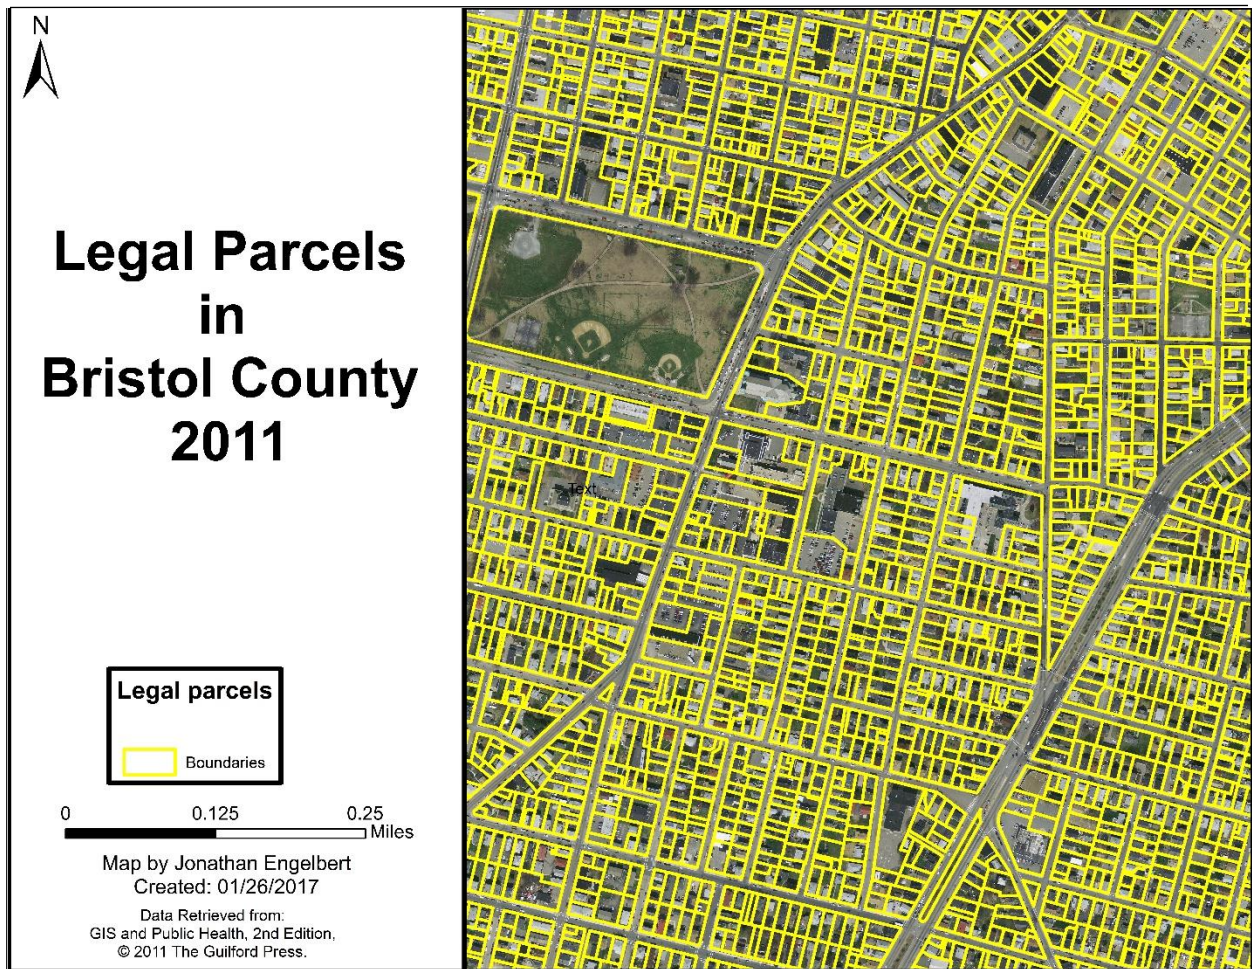 N
Legal Parcels
in
Bristol County
2011
Text
Legal parcels
Boundaries
0 0.125 0.25
Miles
Map by Jonathan Engelbert
Created: 01/26/2017
Data Retrieved from:
GIS and Public Health, 2nd Edition,
© 2011 The Guilford Press.